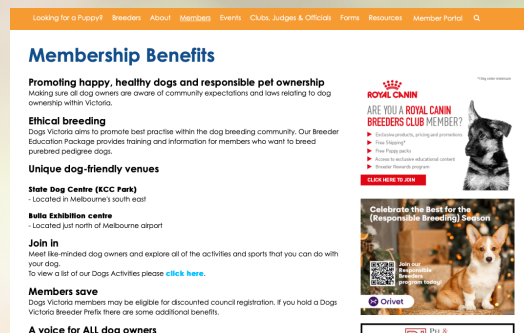 Looking for a Puppy? Breeders About Members Events Clubs, Judges & Officials Farms Resources Member Portal
Membership Benefits
Promoting happy, healthy dogs and responsible pet ownership
Making sure all dog owners are aware of community expectations and laws relating to dog
ownership within Victoria.
Ethical breeding
Dogs Victoria aims to promote best practise within the dog breeding community. Our Breeder
Education Package provides training and information for members who want to breed
purebred pedigree dogs.
Unique dog-friendly venues
State Dog Centre (KCC Park)
- Located in Melbourne's south east
Bulla Exhibition centre
- Located just north of Melbourne airport
Join in
Meet like-minded dog owners and explore all of the activities and sports that you can do with
your dog.
To view a list of our Dogs Activities please click here.
Members save
Dogs Victoria members may be eligible for discounted council registration. If you hold a Dogs
Victoria Breeder Prefix there are some additional benefits.
A voice for ALL dog owners
ROYAL CANIN
ARE YOU A ROYAL CANIN
BREEDERS CLUB MEMBER?
Exclusive products, pricing and promotions
Free Shipping*
Free Puppy packs
Access to exclusive educational content
Breeder Rewards program
CLICK HERE TO JOIN
Celebrate the Best for the
(Responsible Breeding) Season
Join our
Responsible
Breeders
program today!
Orivet